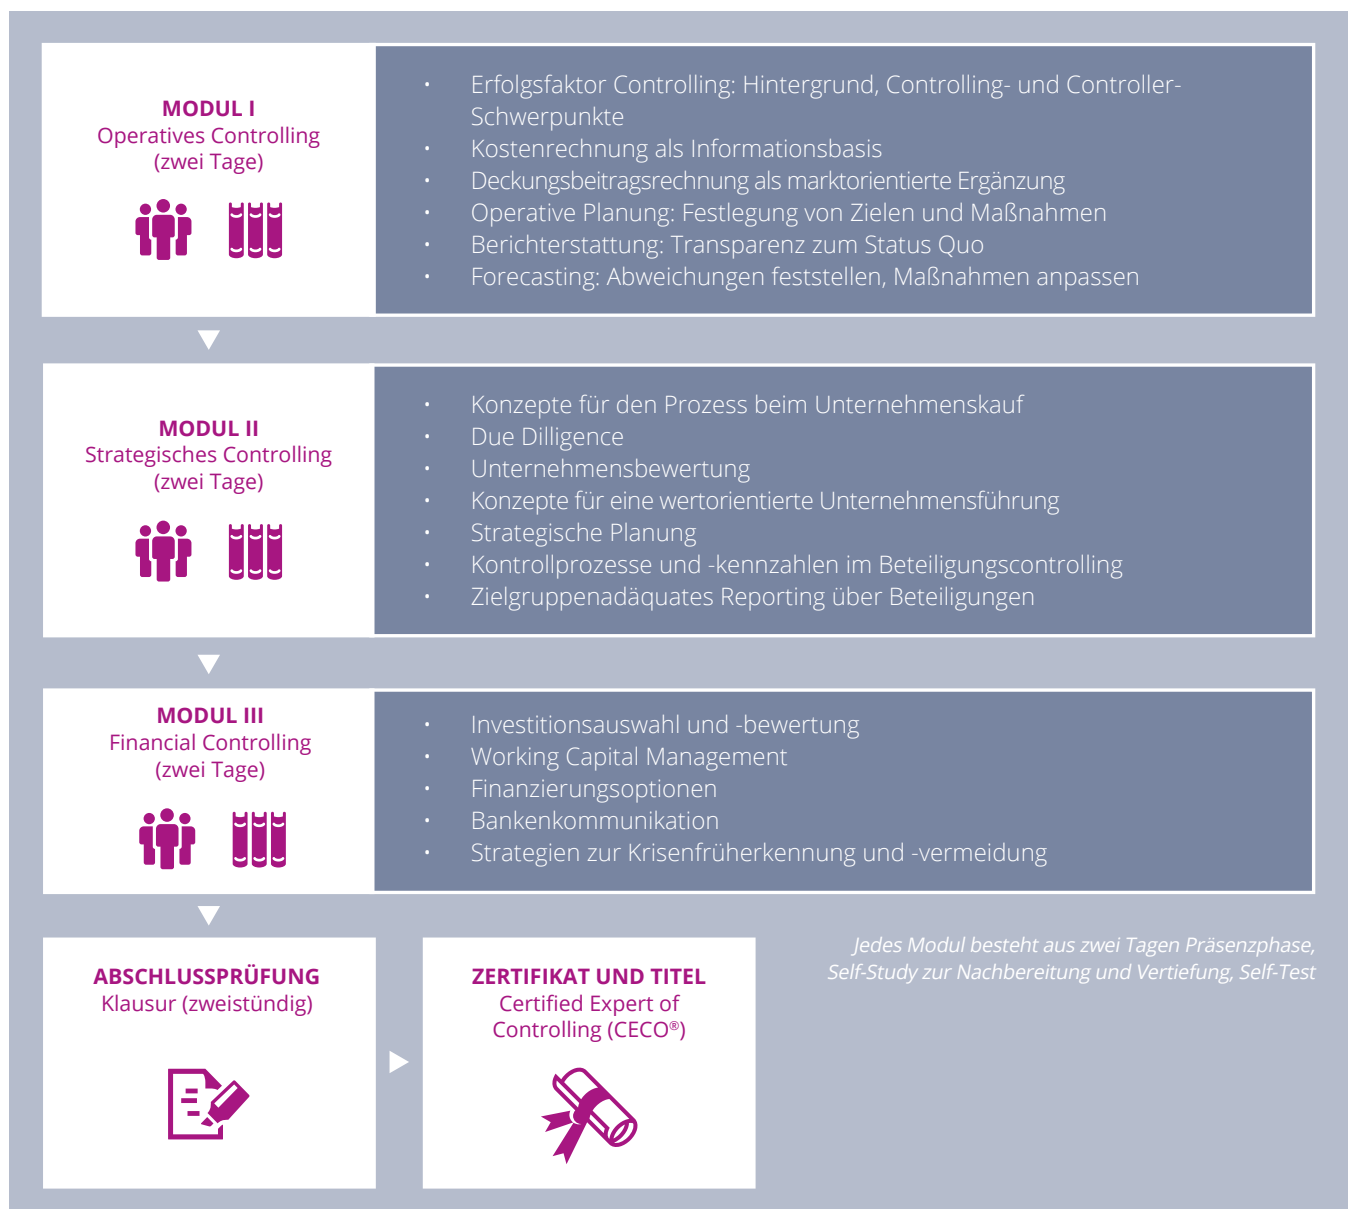 MODUL I
Operatives Controlling
(zwei Tage)
· Erfolgsfaktor Controlling: Hintergrund, Controlling- und Controller-
Schwerpunkte
· Kostenrechnung als Informationsbasis
· Deckungsbeitragsrechnung als marktorientierte Ergänzung
· Operative Planung: Festlegung von Zielen und Maßnahmen
· Berichterstattung: Transparenz zum Status Quo
· Forecasting: Abweichungen feststellen, Maßnahmen anpassen
MODUL II
Strategisches Controlling
(zwei Tage)
· Konzepte für den Prozess beim Unternehmenskauf
· Due Dilligence
· Unternehmensbewertung
· Konzepte für eine wertorientierte Unternehmensführung
· Strategische Planung
· Kontrollprozesse und -kennzahlen im Beteiligungscontrolling
· Zielgruppenadäquates Reporting über Beteiligungen
MODUL III
Financial Controlling
(zwei Tage)
· Investitionsauswahl und -bewertung
· Working Capital Management
· Finanzierungsoptionen
· Bankenkommunikation
· Strategien zur Krisenfrüherkennung und -vermeidung
ABSCHLUSSPRÜFUNG
Klausur (zweistündig)
ZERTIFIKAT UND TITEL
Certified Expert of
Controlling (CECO®)
Jedes Modul besteht aus zwei Tagen Präsenzphase,
Self-Study zur Nachbereitung und Vertiefung, Self-Test